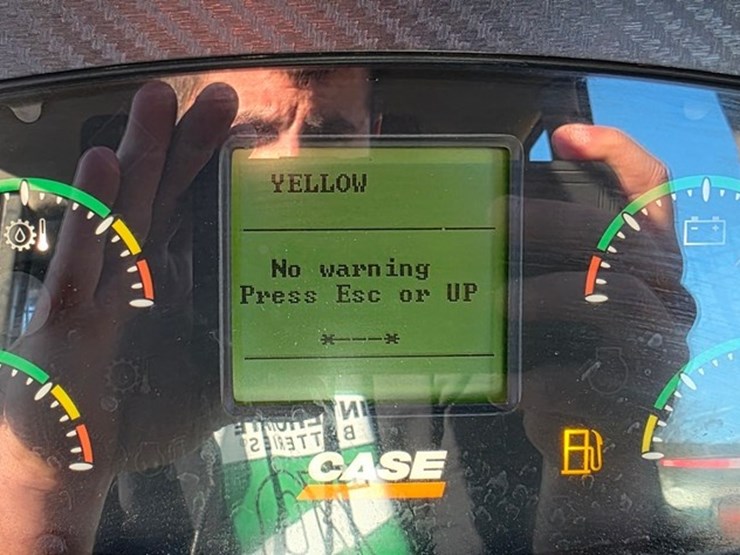 YELLOW
No warning
Press Esc or UP
*---*
CASE